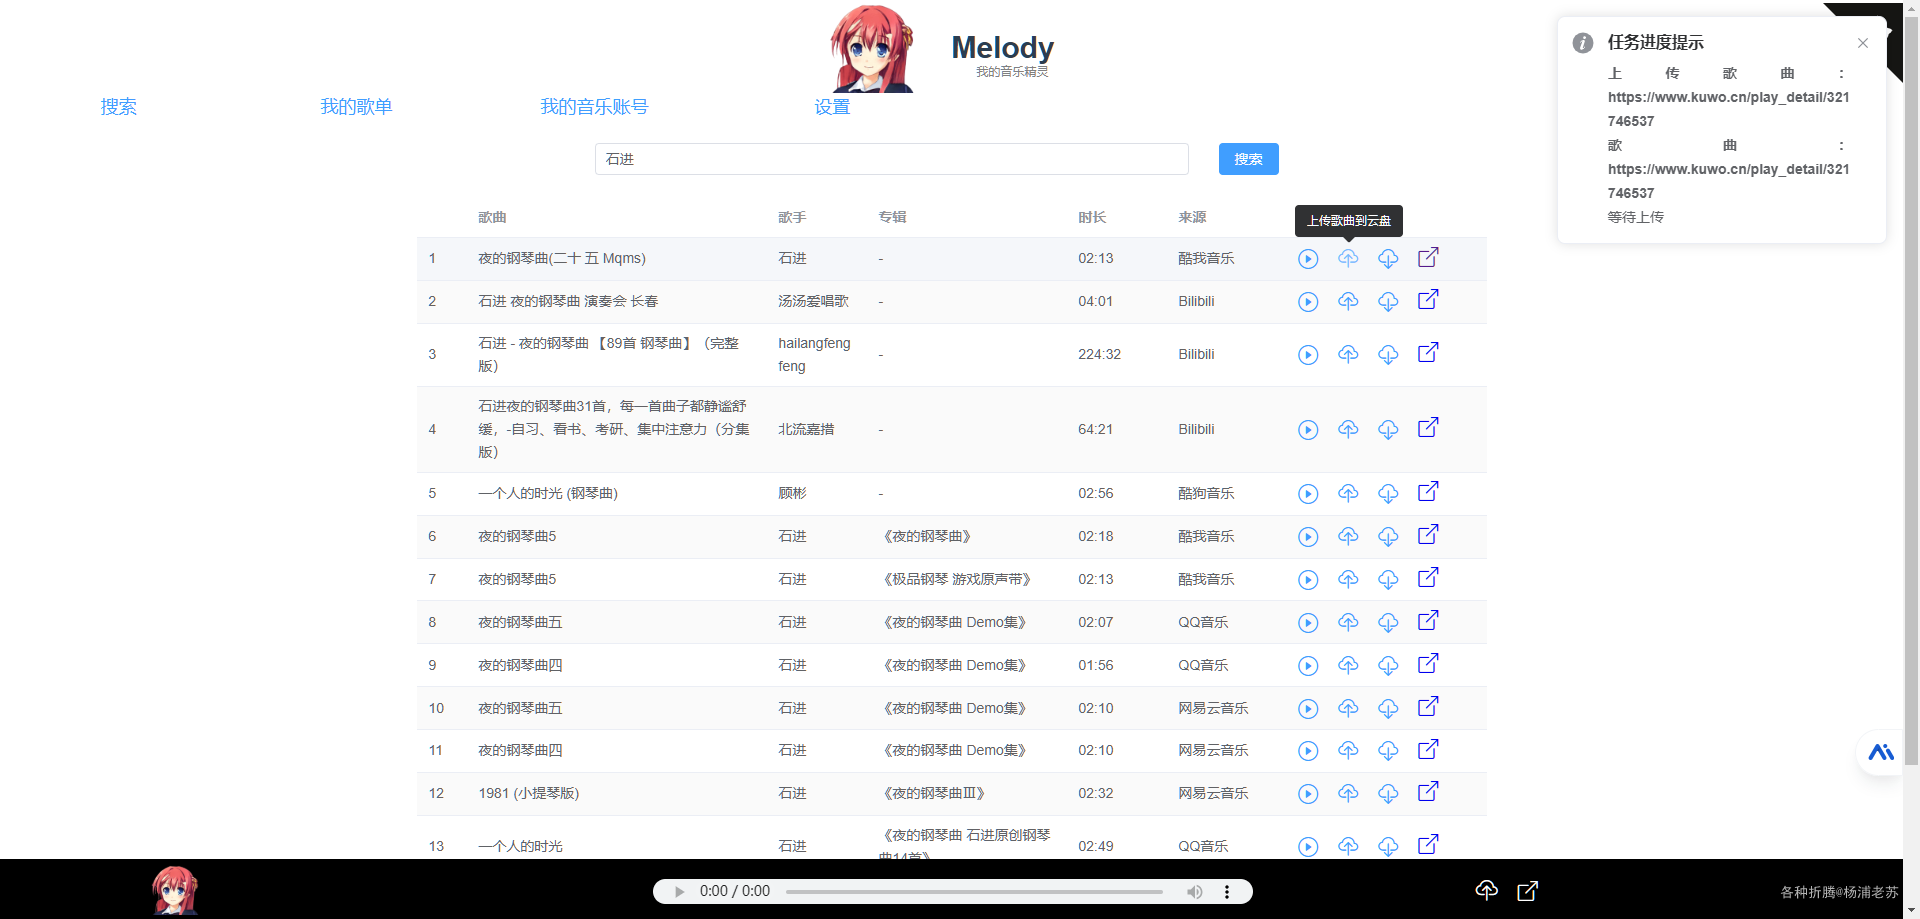 Melody
我的音乐精灵
搜索 我的歌单 我的音乐账号 设置
石进 搜索
任务进度提示
上传歌曲:
https://www.kuwo.cn/play_detail/321
746537
歌曲:
https://www.kuwo.cn/play_detail/321
746537
等待上传
歌曲 歌手 专辑 时长 来源
上传歌曲到云盘
1 夜的钢琴曲(二十 五 Mqms) 石进 - 02:13 酷我音乐
2 石进 夜的钢琴曲 演奏会 长春 汤汤爱唱歌 - 04:01 Bilibili
3 石进 - 夜的钢琴曲 【89首 钢琴曲】（完整
版） hailangfeng
feng - 224:32 Bilibili
4 石进夜的钢琴曲31首，每一首曲子都静谧舒
缓，-自习、看书、考研、集中注意力（分集
版） 北流嘉措 - 64:21 Bilibili
5 一个人的时光 (钢琴曲) 顾彬 - 02:56 酷狗音乐
6 夜的钢琴曲5 石进 《夜的钢琴曲》 02:18 酷我音乐
7 夜的钢琴曲5 石进 《极品钢琴 游戏原声带》 02:13 酷我音乐
8 夜的钢琴曲五 石进 《夜的钢琴曲 Demo集》 02:07 QQ音乐
9 夜的钢琴曲四 石进 《夜的钢琴曲 Demo集》 01:56 QQ音乐
10 夜的钢琴曲五 石进 《夜的钢琴曲 Demo集》 02:10 网易云音乐
11 夜的钢琴曲四 石进 《夜的钢琴曲 Demo集》 02:10 网易云音乐
12 1981 (小提琴版) 石进 《夜的钢琴曲Ⅲ》 02:32 网易云音乐
13 一个人的时光 石进 《夜的钢琴曲 石进原创钢琴
曲14首》 02:49 QQ音乐
0:00 / 0:00
各种折腾@杨浦老苏